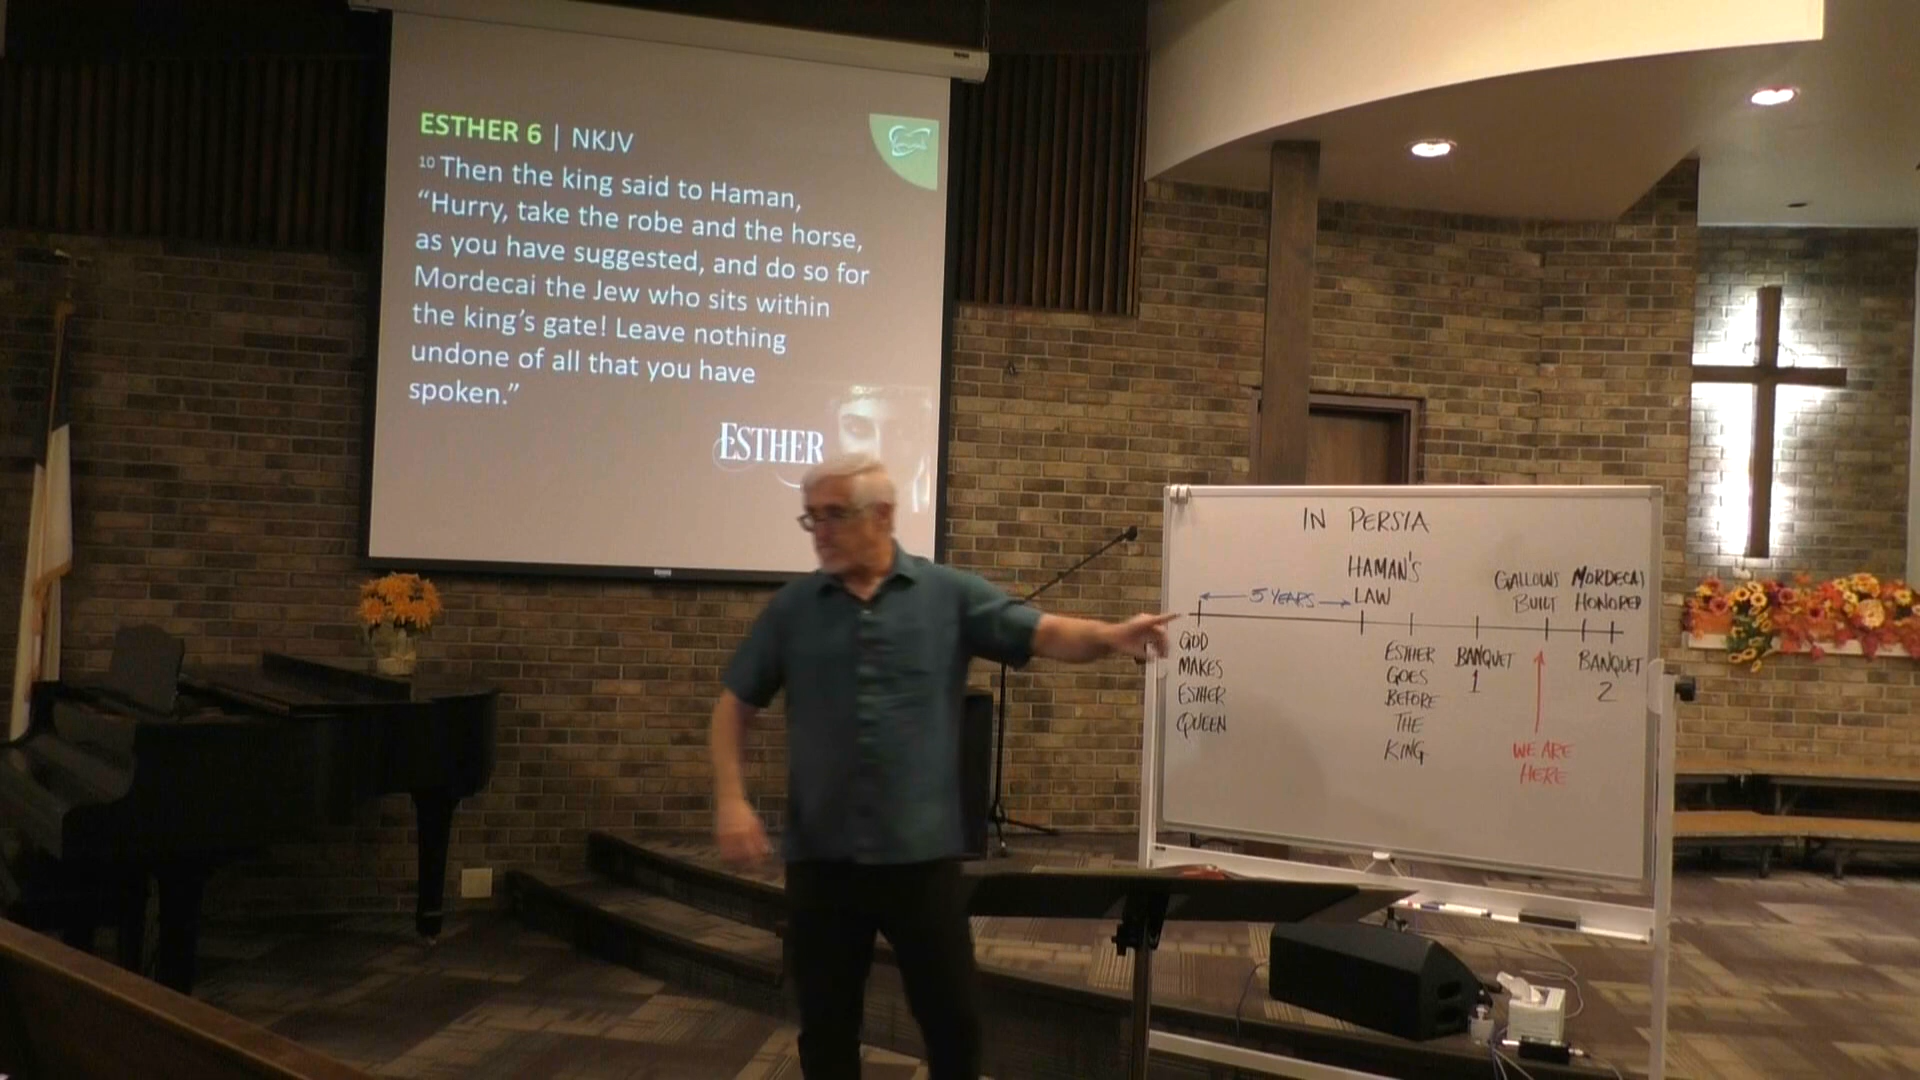 ESTHER 6 | NKJV
10 Then the king said to Haman,
“Hurry, take the robe and the horse,
as you have suggested, and do so for
Mordecai the Jew who sits within
the king’s gate! Leave nothing
undone of all that you have
spoken.”
ESTHER
IN PERSIA
HAMAN'S
LAW
5 YEARS
GALLOWS
BUILT
MORDECAI
HONORED
GOD
MAKES
ESTHER
QUEEN
ESTHER
GOES
BEFORE
THE
KING
BANQUET
1
BANQUET
2
WE ARE
HERE